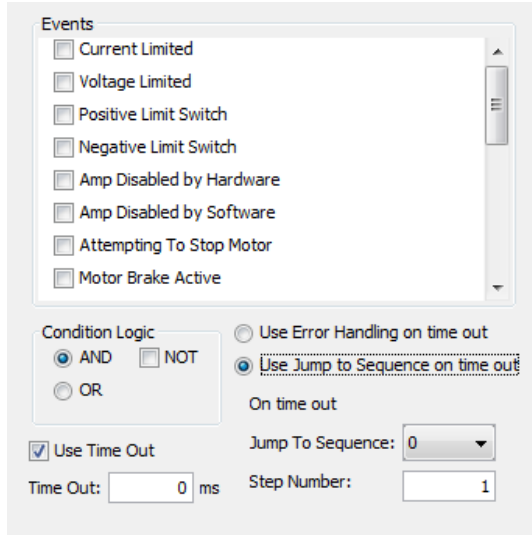 Events
Current Limited
Voltage Limited
Positive Limit Switch
Negative Limit Switch
Amp Disabled by Hardware
Amp Disabled by Software
Attempting To Stop Motor
Motor Brake Active
Condition Logic
AND NOT
OR
Use Time Out
Time Out: 0 ms
Use Error Handling on time out
Use Jump to Sequence on time out
On time out
Jump To Sequence: 0
Step Number: 1